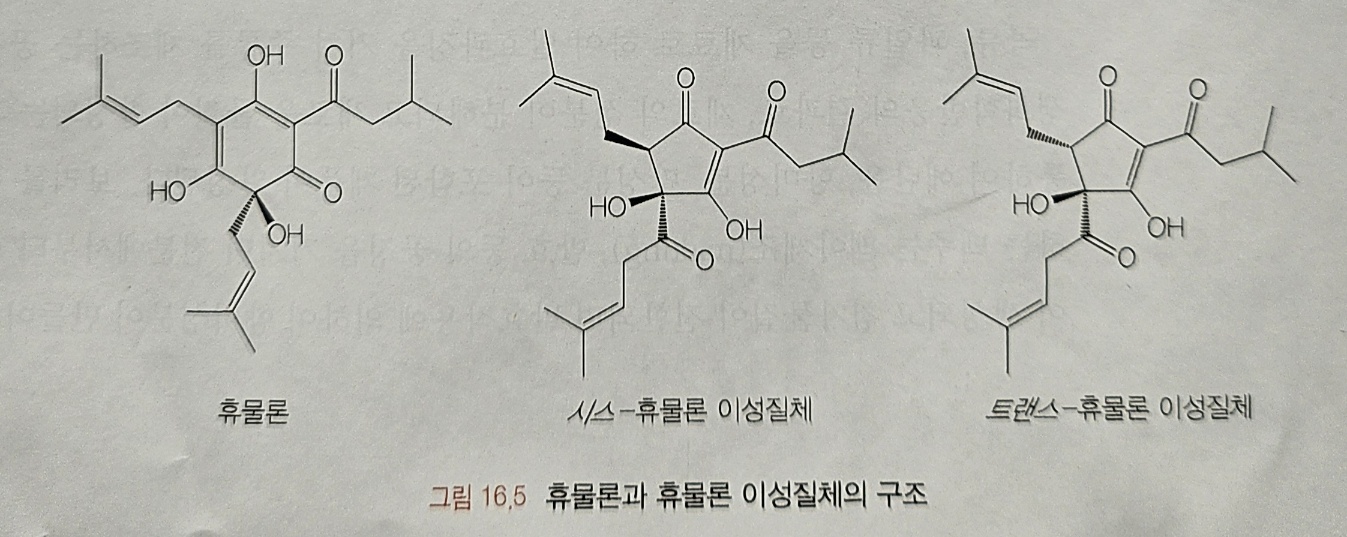 OH O
HO O
OH
휴물론
O O
HO OH
O
시스-휴물론 이성질체
O O
HO OH
O
트랜스-휴물론 이성질체
그림 16.5 휴물론과 휴물론 이성질체의 구조